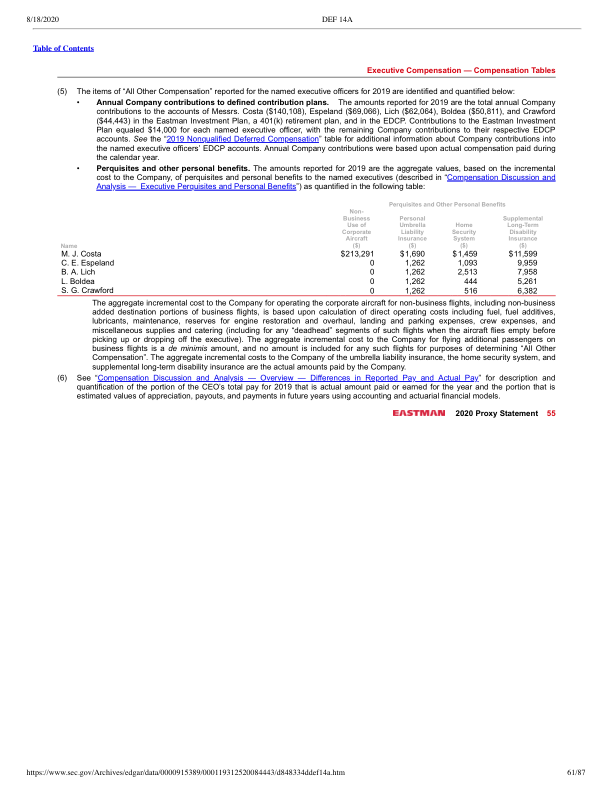 8/18/2020 DEF 14A
Table of Contents
Executive Compensation — Compensation Tables
(5) The items of "All Other Compensation" reported for the named executive officers for 2019 are identified and quantified below:
• Annual Company contributions to defined contribution plans. The amounts reported for 2019 are the total annual Company
contributions to the accounts of Messrs. Costa ($140,108), Espeland ($69,066), Lich ($62,064), Boldea ($50,811), and Crawford
($44,443) in the Eastman Investment Plan, a 401(k) retirement plan, and in the EDCP. Contributions to the Eastman Investment
Plan equaled $14,000 for each named executive officer, with the remaining Company contributions to their respective EDCP
accounts. See the "2019 Nonqualified Deferred Compensation" table for additional information about Company contributions into
the named executive officers' EDCP accounts. Annual Company contributions were based upon actual compensation paid during
the calendar year.
• Perquisites and other personal benefits. The amounts reported for 2019 are the aggregate values, based on the incremental
cost to the Company, of perquisites and personal benefits to the named executives (described in "Compensation Discussion and
Analysis — Executive Perquisites and Personal Benefits") as quantified in the following table:
Perquisites and Other Personal Benefits
Non-
Business Supplemental
Use of Personal Home Long-Term
Corporate Umbrella Security Disability
Aircraft Liability System Insurance
Name ($) Insurance ($) ($) ($)
M. J. Costa $213,291 $1,690 $1,459 $11,599
C. E. Espeland 0 1,262 1,093 9,959
B. A. Lich 0 1,262 2,513 7,958
L. Boldea 0 1,262 444 5,261
S. G. Crawford 0 1,262 516 6,382
The aggregate incremental cost to the Company for operating the corporate aircraft for non-business flights, including non-business
added destination portions of business flights, is based upon calculation of direct operating costs including fuel, fuel additives,
lubricants, maintenance, reserves for engine restoration and overhaul, landing and parking expenses, crew expenses, and
miscellaneous supplies and catering (including for any "deadhead" segments of such flights when the aircraft flies empty before
picking up or dropping off the executive). The aggregate incremental cost to the Company for flying additional passengers on
business flights is a de minimis amount, and no amount is included for any such flights for purposes of determining "All Other
Compensation". The aggregate incremental costs to the Company of the umbrella liability insurance, the home security system, and
supplemental long-term disability insurance are the actual amounts paid by the Company.
(6) See "Compensation Discussion and Analysis — Overview — Differences in Reported Pay and Actual Pay" for description and
quantification of the portion of the CEO's total pay for 2019 that is actual amount paid or earned for the year and the portion that is
estimated values of appreciation, payouts, and payments in future years using accounting and actuarial financial models.
EASTMAN 2020 Proxy Statement 55
https://www.sec.gov/Archives/edgar/data/0000915389/000119312520084443/d848334ddef14a.htm 61/87